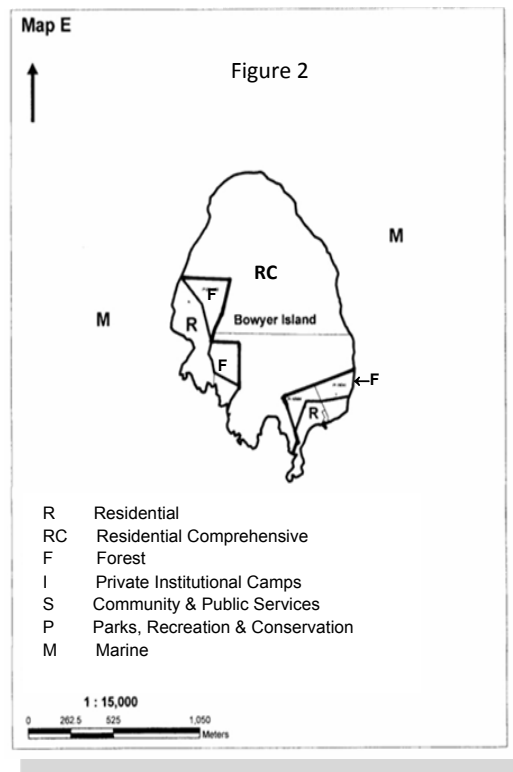 Map E
Figure 2
M
RC
F
M
R
Bowyer Island
F
←F
R
R Residential
RC Residential Comprehensive
F Forest
I Private Institutional Camps
S Community & Public Services
P Parks, Recreation & Conservation
M Marine
1 : 15,000
0 262.5 525 1,050
Meters